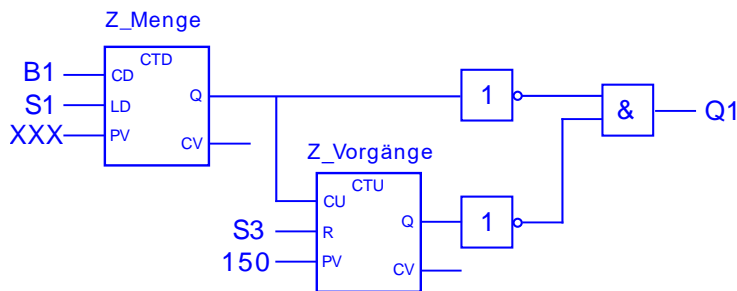 Z_Menge
CTD
B1 CD
Q
1
S1 LD
&
Q1
XXX PV
CV
Z_Vorgänge
CTU
CU
Q
1
S3 R
150 PV
CV